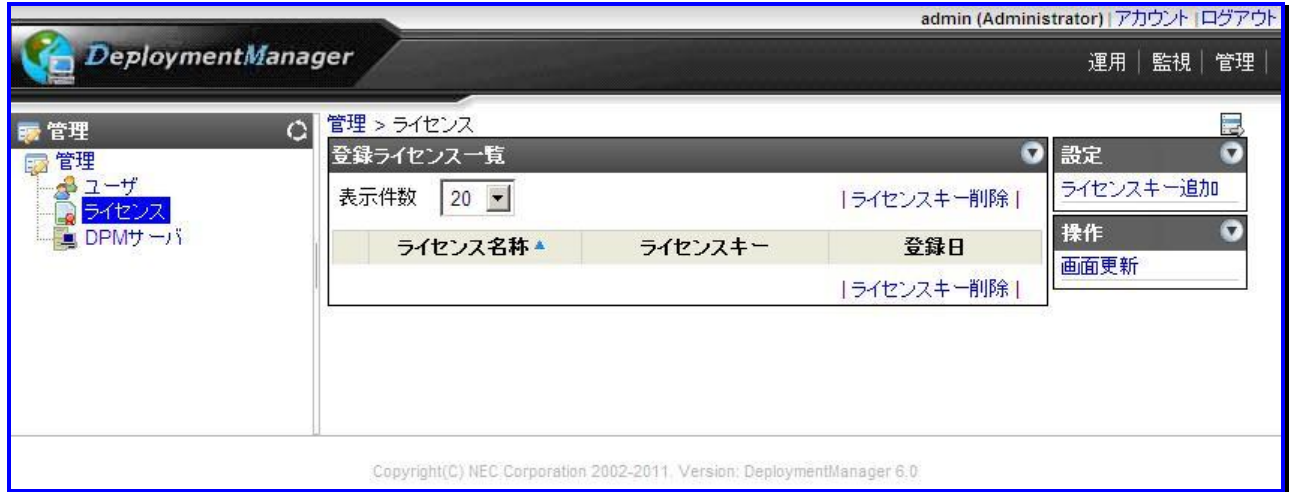 admin (Administrator) | アカウント | ログアウト
DeploymentManager
運用 | 監視 | 管理 |
管理
管理
ユーザ
ライセンス
DPMサーバ
管理 > ライセンス
登録ライセンス一覧
表示件数 20 | ライセンスキー削除 |
ライセンス名称▲ ライセンスキー 登録日
| ライセンスキー削除 |
設定
ライセンスキー追加
操作
画面更新
Copyright(C) NEC Corporation 2002-2011. Version: DeploymentManager 6.0